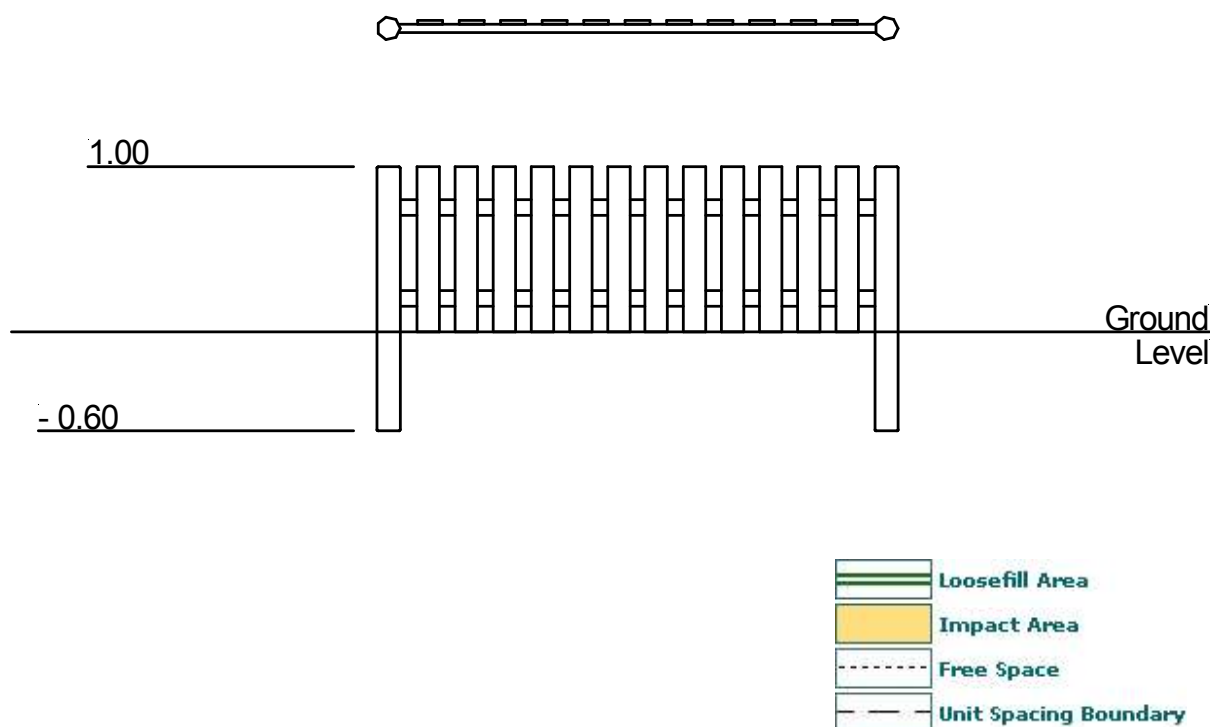 1.00
Ground
Level
- 0.60
Loosefill Area
Impact Area
Free Space
Unit Spacing Boundary